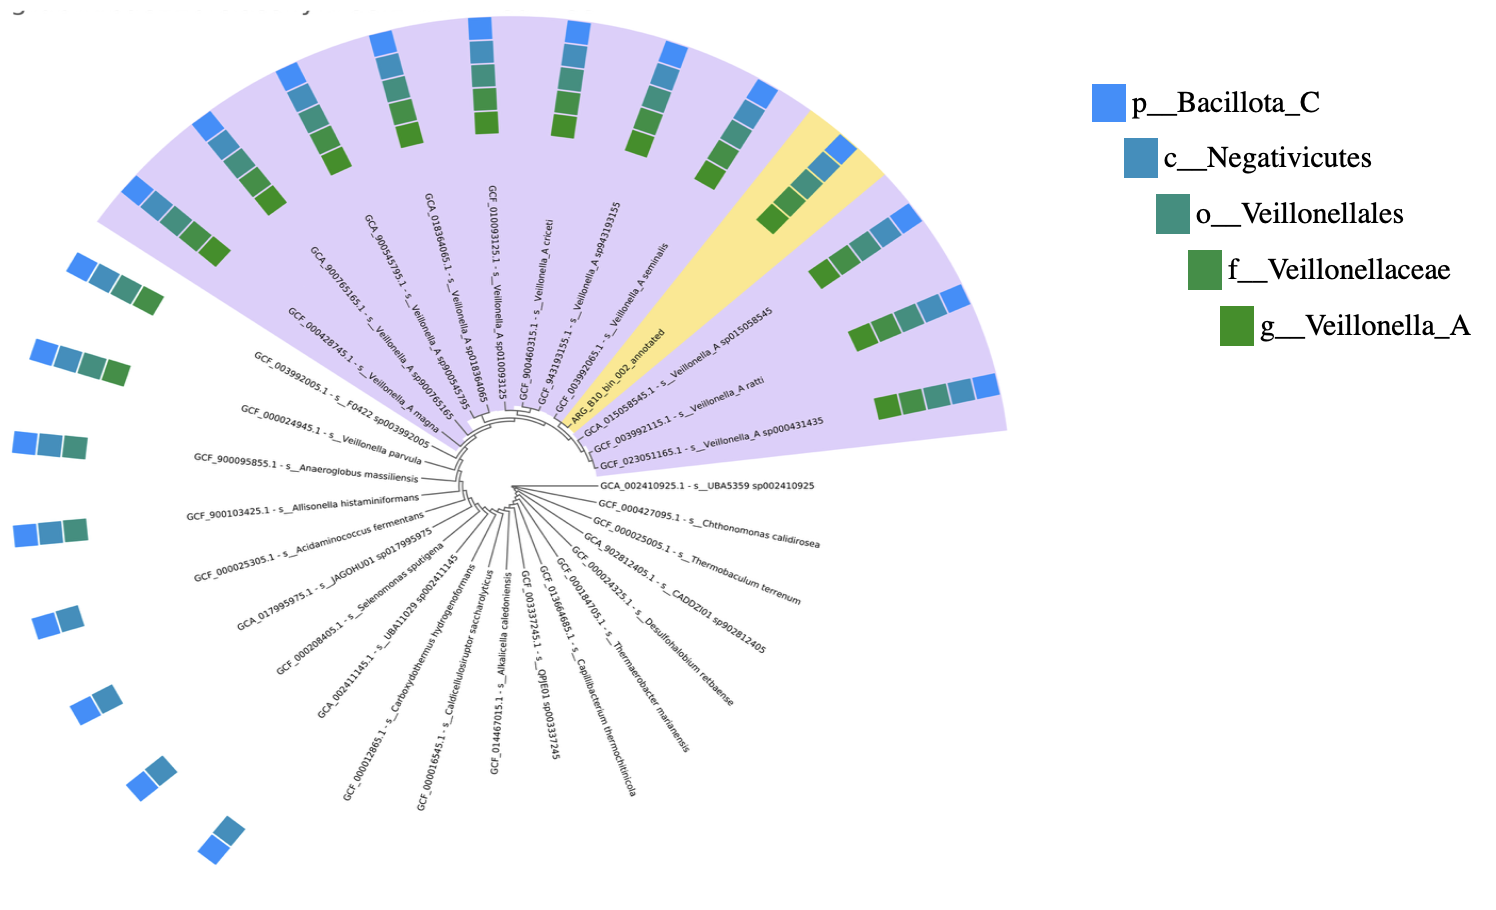 p__Bacillota_C
c__Negativicutes
o__Veillonellales
f__Veillonellaceae
g__Veillonella_A
GCF_000428745.1 - s__Veillonella_A magna
GCA_900765165.1 - s__Veillonella_A sp900765165
GCA_900545795.1 - s__Veillonella_A sp900545795
GCA_018364065.1 - s__Veillonella_A sp018364065
GCF_010093125.1 - s__Veillonella_A sp010093125
GCF_900460315.1 - s__Veillonella_A criceti
GCF_943193155.1 - s__Veillonella_A sp943193155
GCF_003992065.1 - s__Veillonella_A seminalis
ARG_B10_bin_002_annotated
GCA_015058545.1 - s__Veillonella_A sp015058545
GCF_003992115.1 - s__Veillonella_A ratti
GCF_023051165.1 - s__Veillonella_A sp000431435
GCA_002410925.1 - s__UBA5359 sp002410925
GCF_000427095.1 - s__Chthonomonas calidirosea
GCF_000025005.1 - s__Thermobaculum terrenum
GCA_902812405.1 - s__CADDZI01 sp902812405
GCF_000024325.1 - s__Desulfohalobium retbaense
GCF_000184705.1 - s__Thermaerobacter marianensis
GCF_013664685.1 - s__Capillibacterium thermochitinicola
GCF_003337245.1 - s__OPJE01 sp003337245
GCF_014467015.1 - s__Alkalicella caledoniensis
GCF_000016545.1 - s__Caldicellulosiruptor saccharolyticus
GCF_000012865.1 - s__Carboxydothermus hydrogenoformans
GCA_002411145.1 - s__UBA11029 sp002411145
GCF_000208405.1 - s__Selenomonas sputigena
GCA_017995975.1 - s__JAGOHU01 sp017995975
GCF_000025305.1 - s__Acidaminococcus fermentans
GCF_900103425.1 - s__Allisonella histaminiformans
GCF_900095855.1 - s__Anaeroglobus massiliensis
GCF_000024945.1 - s__Veillonella parvula
GCF_003992005.1 - s__F0422 sp003992005